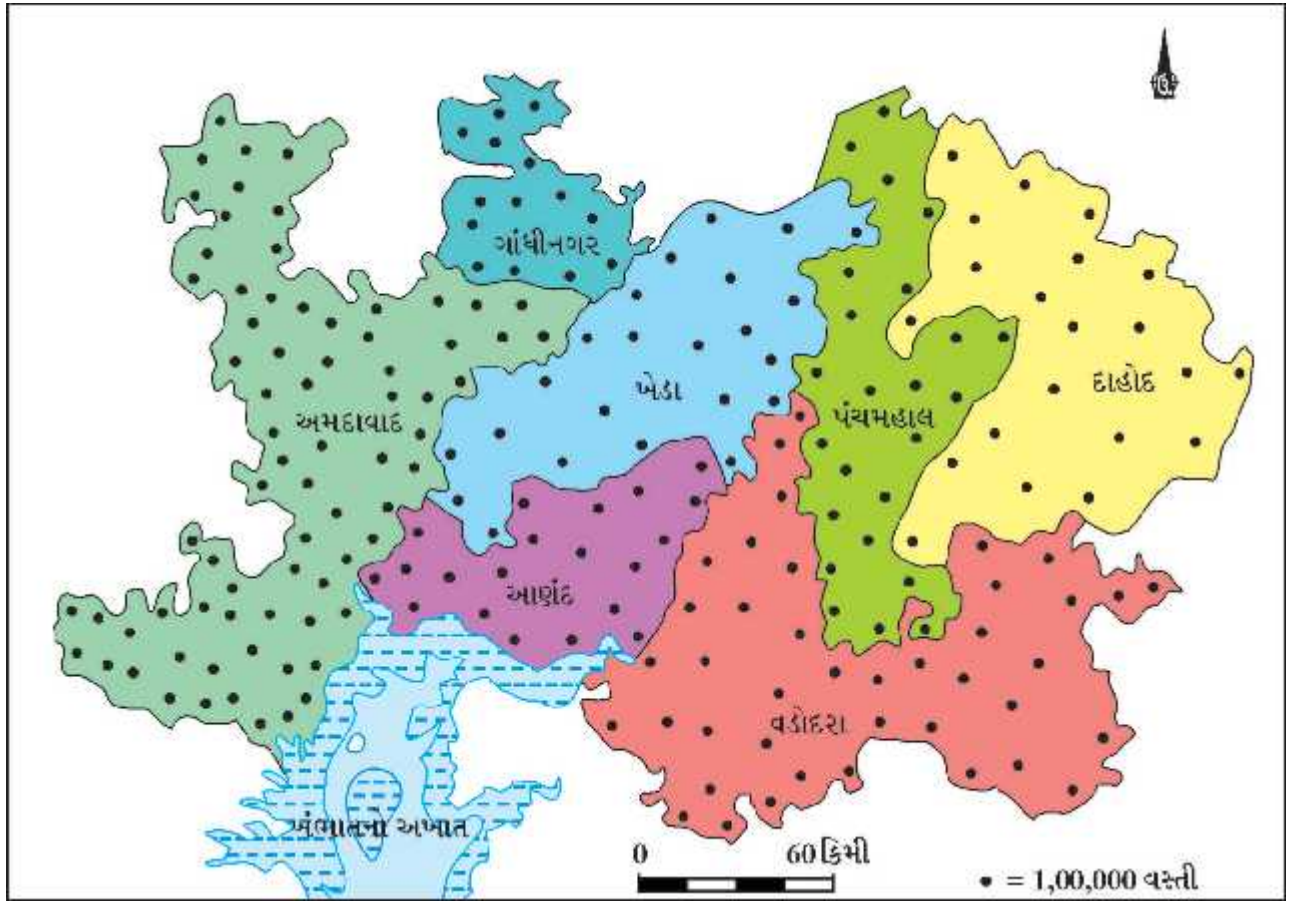 ઉ.
ગાંધીનગર
ખેડા
દાહોદ
પંચમહાલ
અમદાવાદ
આણંદ
વડોદરા
ખંભાતનો અખાત
0 60 કિમી
• = 1,00,000 વસ્તી